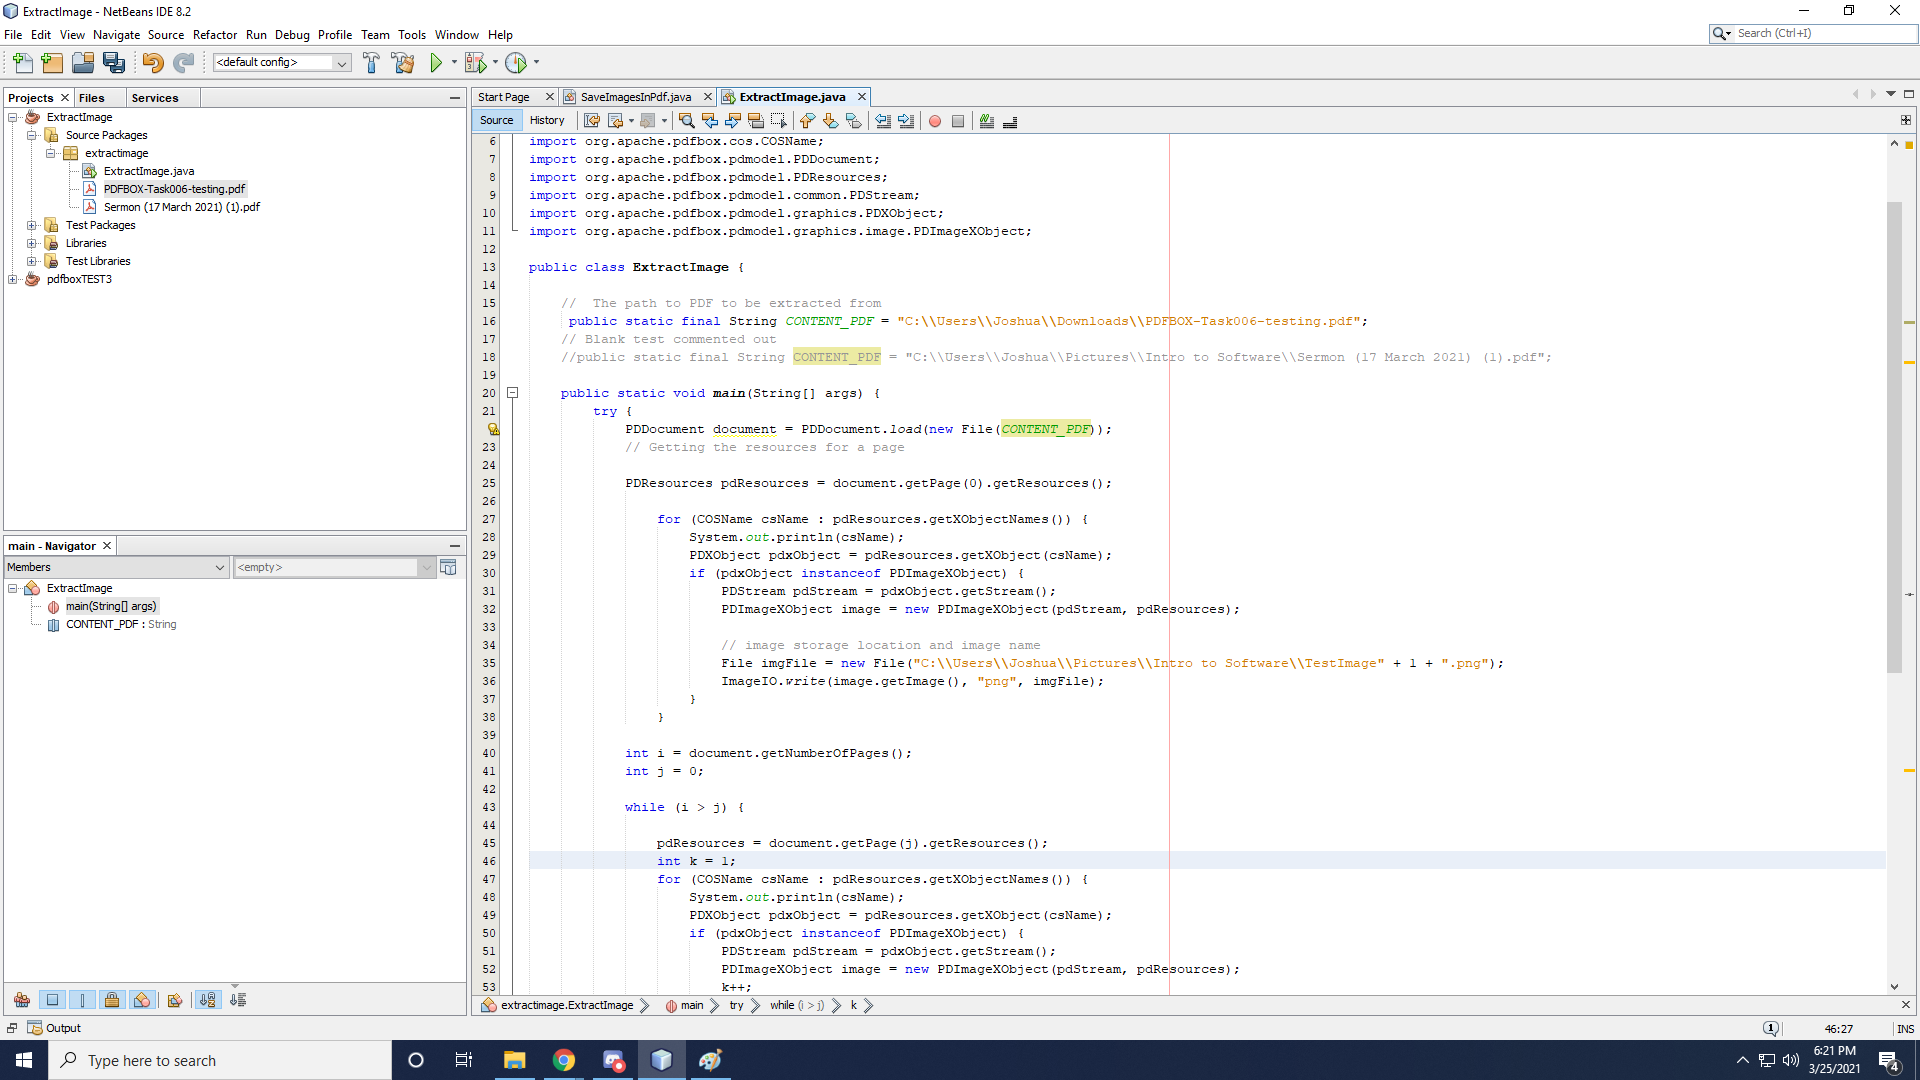 ExtractImage - NetBeans IDE 8.2
File Edit View Navigate Source Refactor Run Debug Profile Team Tools Window Help
Search (Ctrl+I)
<default config>
Projects Files Services
ExtractImage
Source Packages
extractimage
ExtractImage.java
PDFBOX-Task006-testing.pdf
Sermon (17 March 2021) (1).pdf
Test Packages
Libraries
Test Libraries
pdfboxTEST3
main - Navigator
Members <empty>
ExtractImage
main(String[] args)
CONTENT_PDF : String
Start Page SaveImagesInPdf.java ExtractImage.java
Source History
6 import org.apache.pdfbox.cos.COSName;
7 import org.apache.pdfbox.pdmodel.PDDocument;
8 import org.apache.pdfbox.pdmodel.PDResources;
9 import org.apache.pdfbox.pdmodel.common.PDStream;
10 import org.apache.pdfbox.pdmodel.graphics.PDXObject;
11 import org.apache.pdfbox.pdmodel.graphics.image.PDImageXObject;
12
13 public class ExtractImage {
14
15 //  The path to PDF to be extracted from
16 public static final String CONTENT_PDF = "C:\\Users\\Joshua\\Downloads\\PDFBOX-Task006-testing.pdf";
17 // Blank test commented out
18 //public static final String CONTENT_PDF = "C:\\Users\\Joshua\\Pictures\\Intro to Software\\Sermon (17 March 2021) (1).pdf";
19
20 public static void main(String[] args) {
21 try {
PDDocument document = PDDocument.load(new File(CONTENT_PDF));
23 // Getting the resources for a page
24
25 PDResources pdResources = document.getPage(0).getResources();
26
27 for (COSName csName : pdResources.getXObjectNames()) {
28 System.out.println(csName);
29 PDXObject pdxObject = pdResources.getXObject(csName);
30 if (pdxObject instanceof PDImageXObject) {
31 PDStream pdStream = pdxObject.getStream();
32 PDImageXObject image = new PDImageXObject(pdStream, pdResources);
33
34 // image storage location and image name
35 File imgFile = new File("C:\\Users\\Joshua\\Pictures\\Intro to Software\\TestImage" + 1 + ".png");
36 ImageIO.write(image.getImage(), "png", imgFile);
37 }
38 }
39
40 int i = document.getNumberOfPages();
41 int j = 0;
42
43 while (i > j) {
44
45 pdResources = document.getPage(j).getResources();
46 int k = 1;
47 for (COSName csName : pdResources.getXObjectNames()) {
48 System.out.println(csName);
49 PDXObject pdxObject = pdResources.getXObject(csName);
50 if (pdxObject instanceof PDImageXObject) {
51 PDStream pdStream = pdxObject.getStream();
52 PDImageXObject image = new PDImageXObject(pdStream, pdResources);
53 k++;
extractimage.ExtractImage main try while (i > j) k
Output
1 46:27 INS
Type here to search
6:21 PM
3/25/2021
4